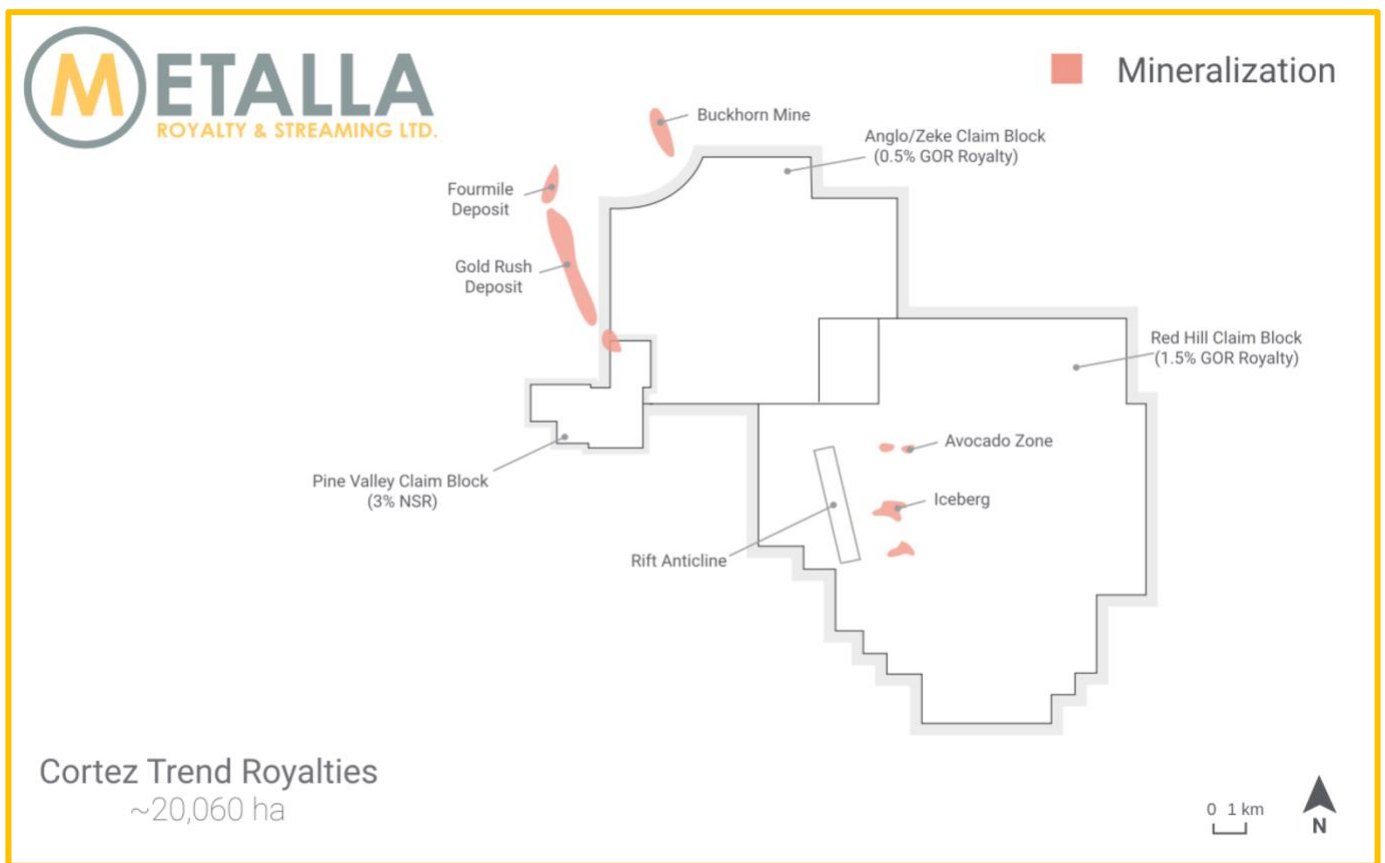 METALLA
ROYALTY & STREAMING LTD.
Mineralization
Buckhorn Mine
Anglo/Zeke Claim Block
(0.5% GOR Royalty)
Fourmile
Deposit
Gold Rush
Deposit
Red Hill Claim Block
(1.5% GOR Royalty)
Avocado Zone
Pine Valley Claim Block
(3% NSR)
Iceberg
Rift Anticline
Cortez Trend Royalties
~20,060 ha
0 1 km
N